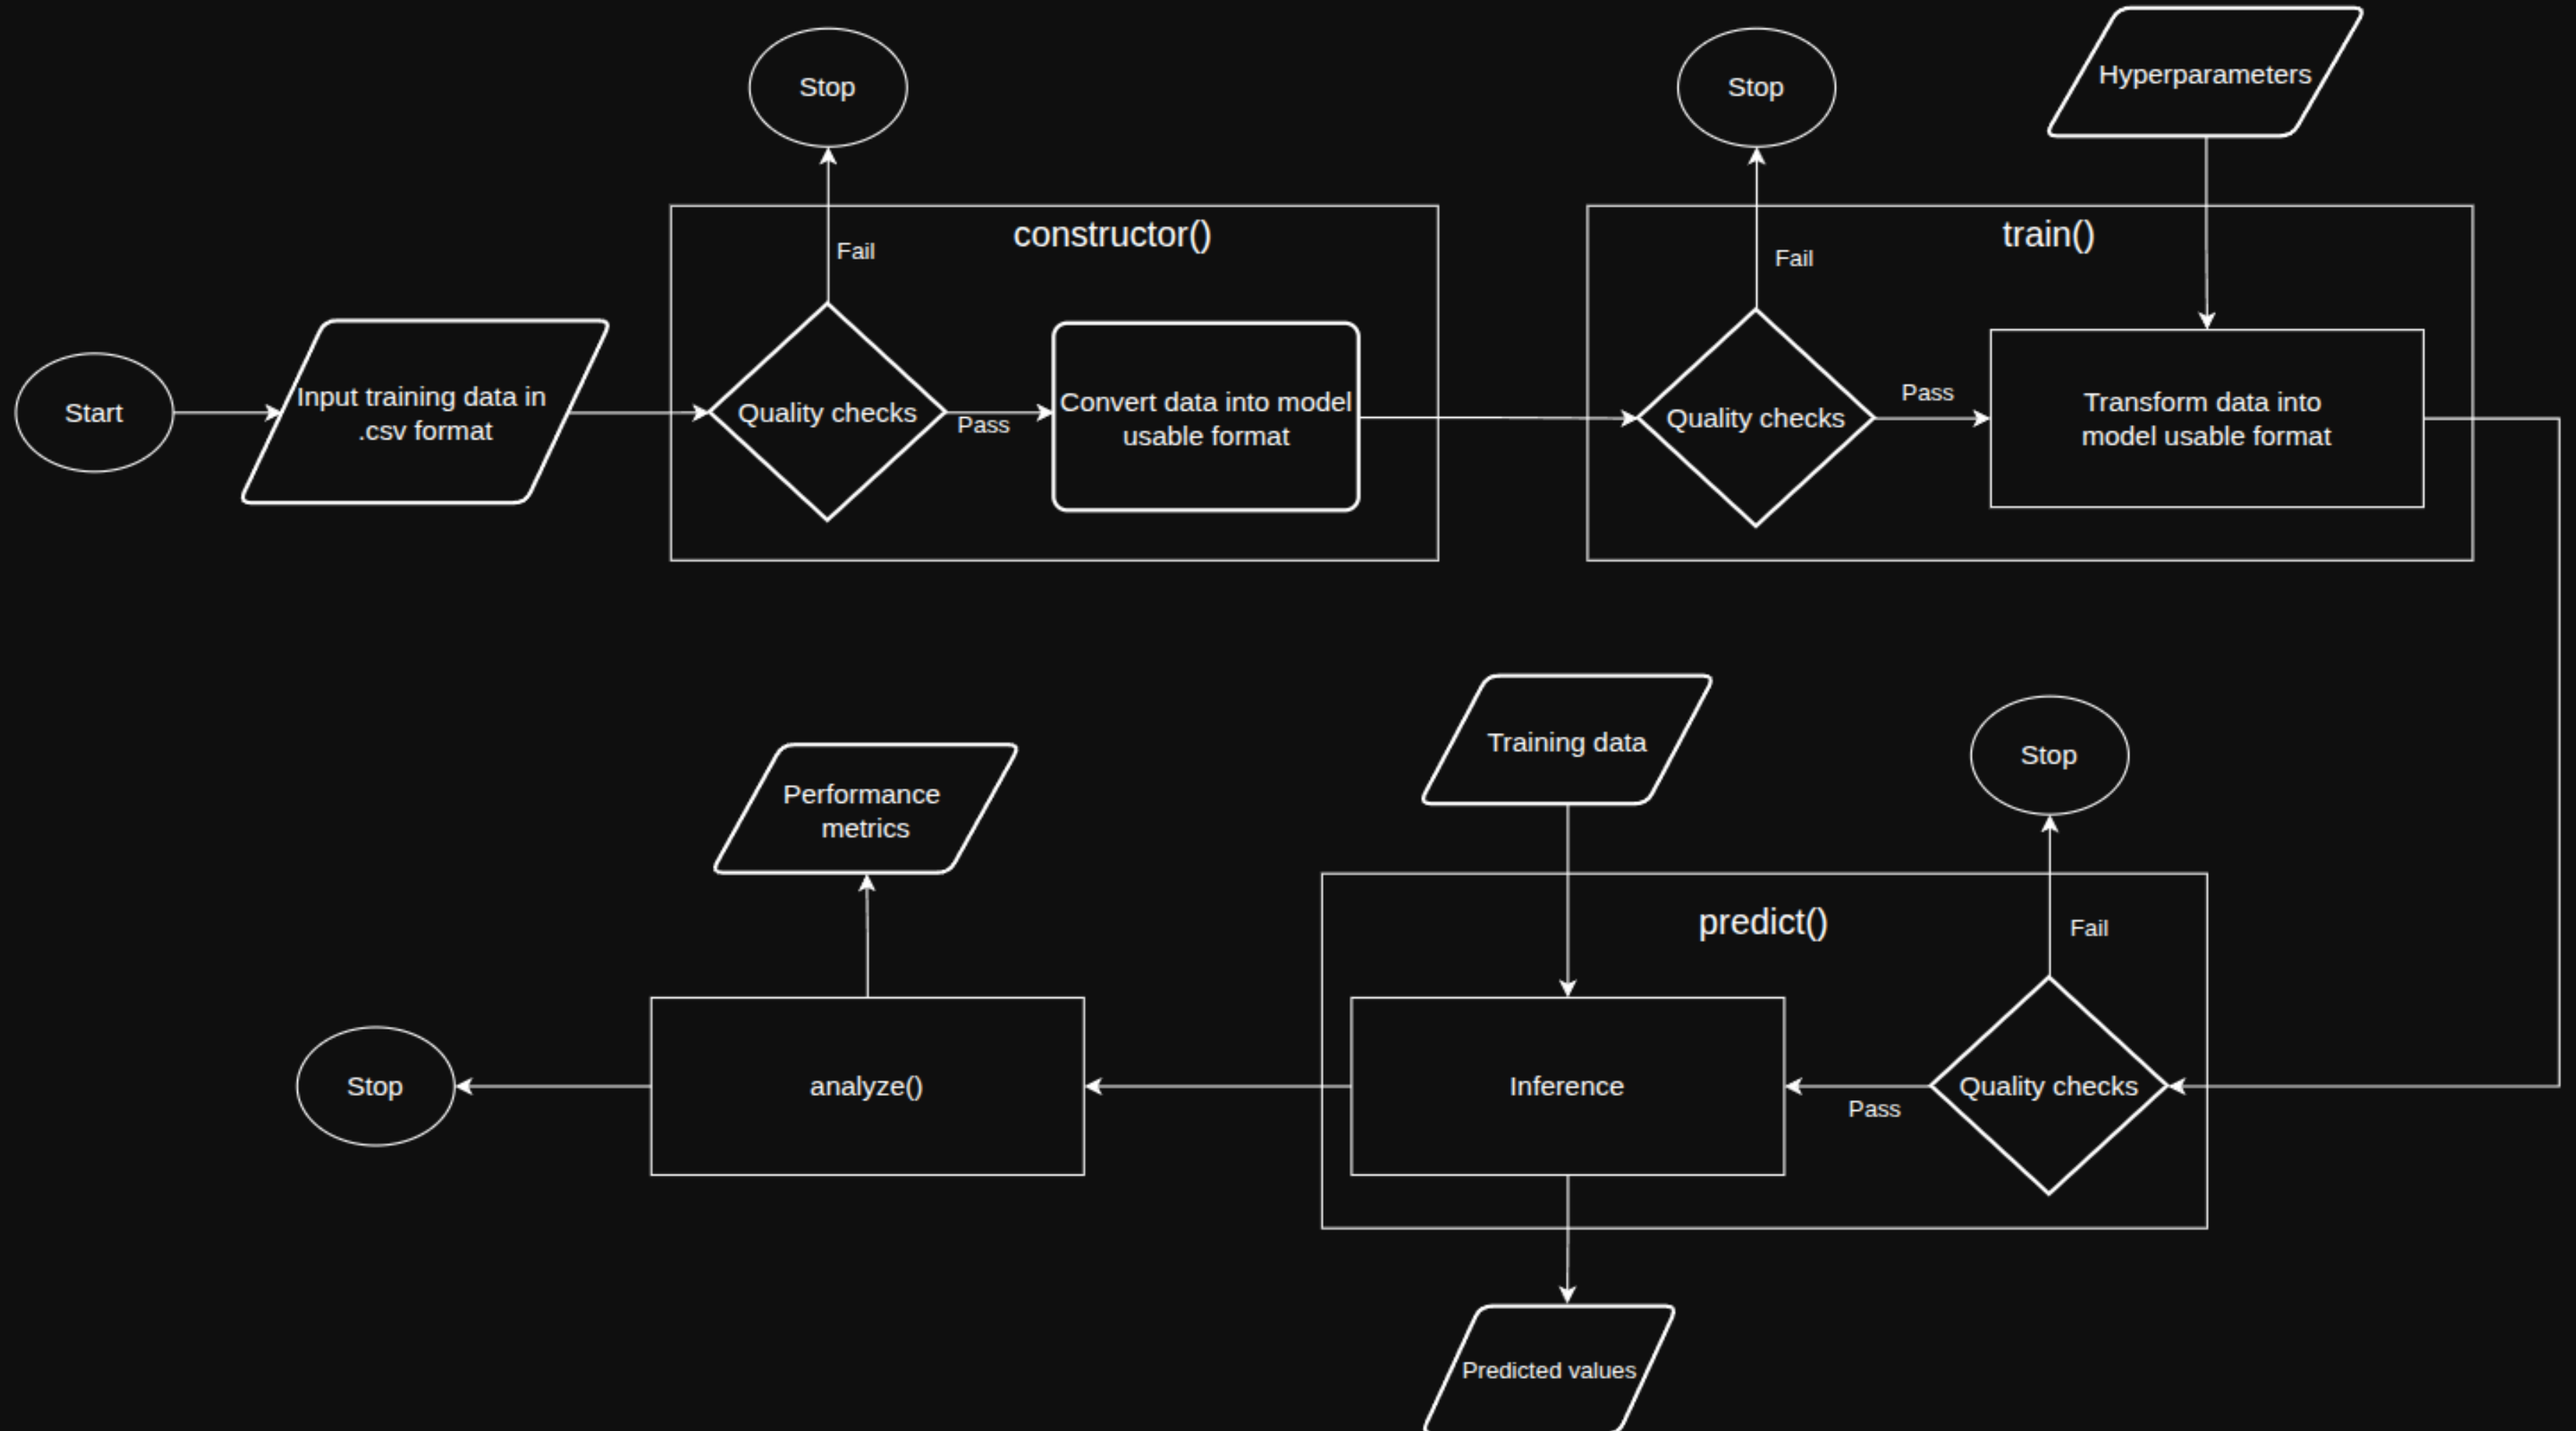 Stop
Stop
Hyperparameters
constructor()
train()
Fail
Fail
Start
Input training data in
.csv format
Quality checks
Pass
Convert data into model
usable format
Quality checks
Pass
Transform data into
model usable format
Training data
Stop
Performance
metrics
predict()
Fail
Stop
analyze()
Inference
Pass
Quality checks
Predicted values